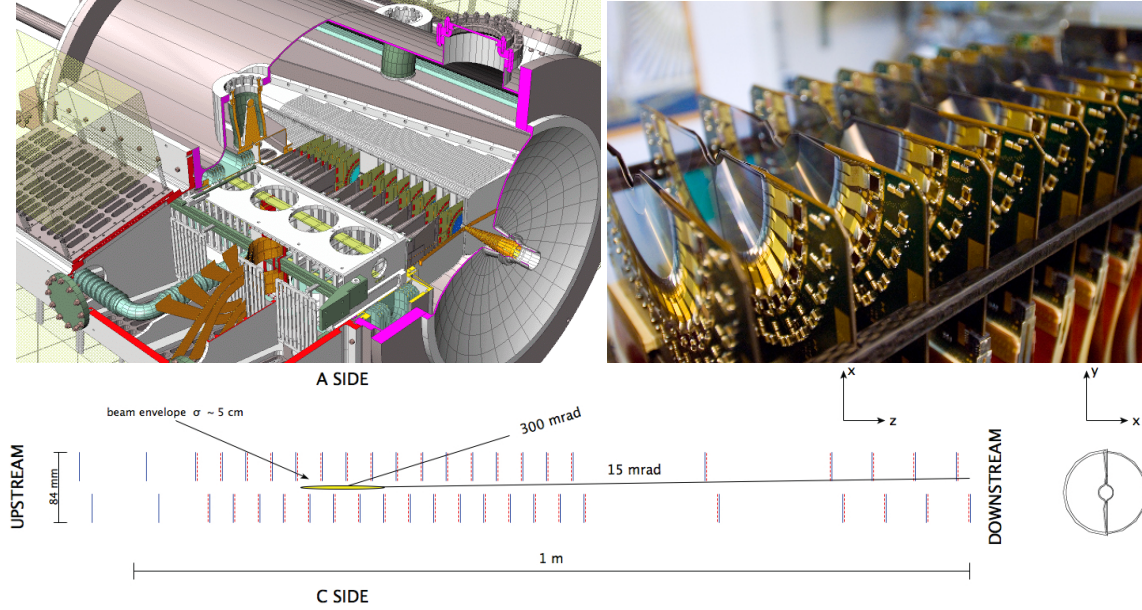 A SIDE
x
z
y
x
beam envelope σ ~ 5 cm
300 mrad
15 mrad
UPSTREAM
84 mm
DOWNSTREAM
1 m
C SIDE